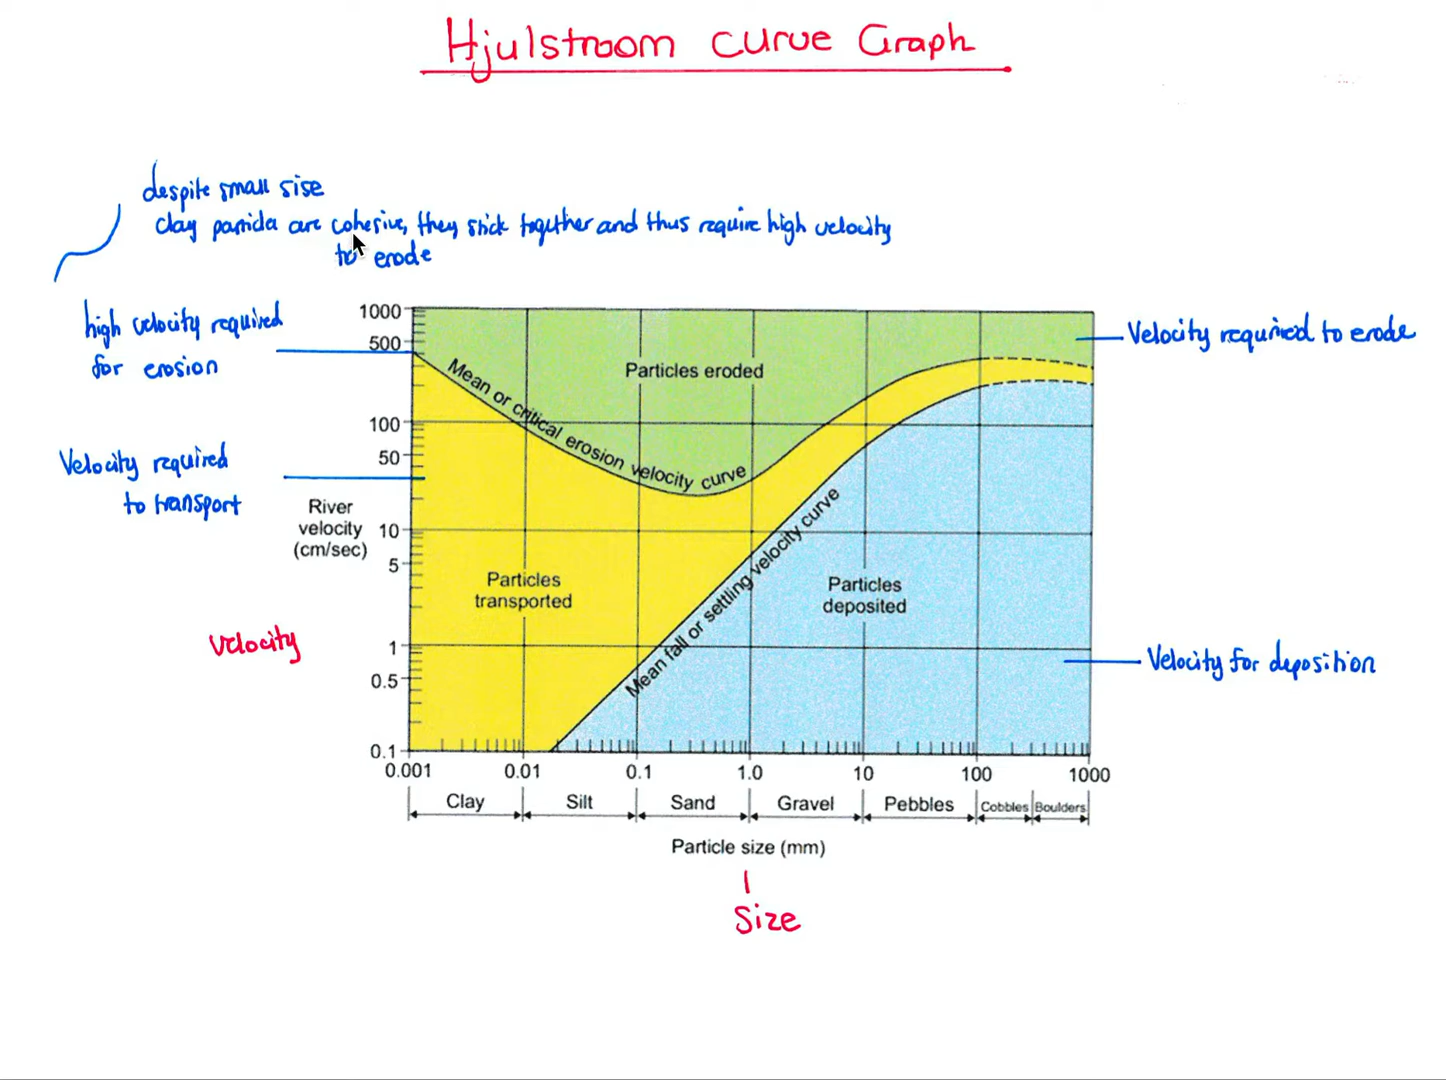 Hjulstroom curve Graph
despite small sise
clay particles are cohesive, they stick together and thus require high velocity
to erode
high velocity required
for erosion
Velocity required
to transport
velocity
River
velocity
(cm/sec)
1000
500
100
50
10
5
1
0.5
0.1
Particles eroded
Mean or critical erosion velocity curve
Particles
transported
Mean fall or settling velocity curve
Particles
deposited
Velocity requried to erode
Velocity for deposition
0.001 0.01 0.1 1.0 10 100 1000
Clay Silt Sand Gravel Pebbles Cobbles Boulders
Particle size (mm)
Size